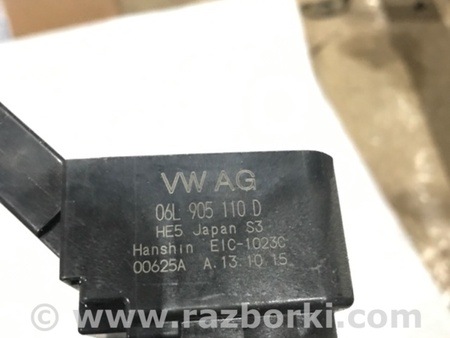 VW AG
06L 905 110 D
HE5 Japan S3
Hanshin EIC-1023C
00625A A.13.10.15
© www.razborki.com